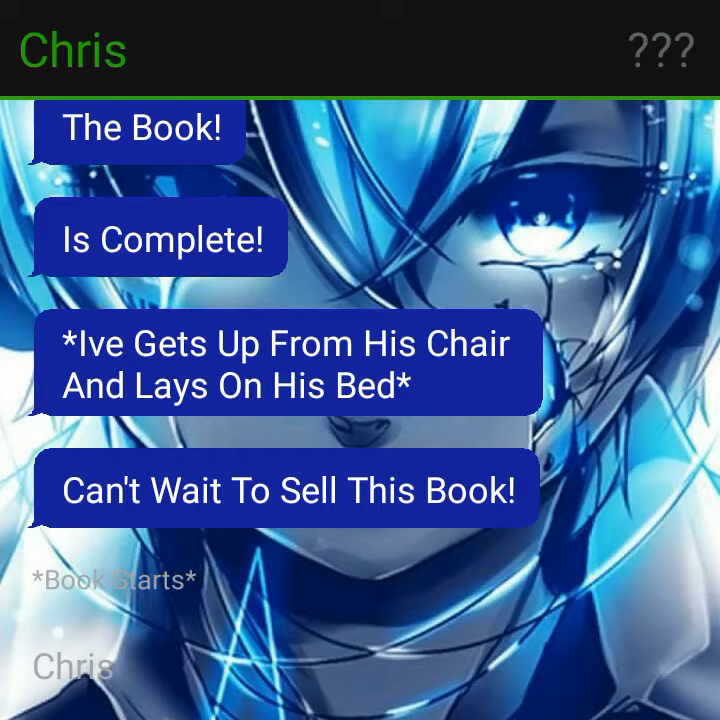 Chris ???
The Book!
Is Complete!
*Ive Gets Up From His Chair
And Lays On His Bed*
Can't Wait To Sell This Book!
*Book Starts*
Chris